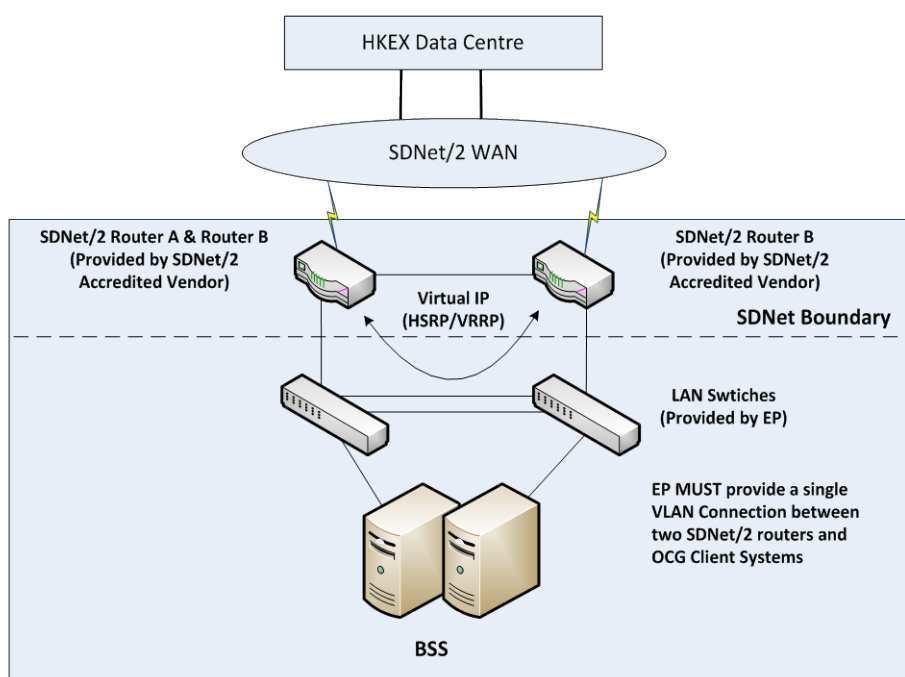 HKEX Data Centre
SDNet/2 WAN
SDNet/2 Router A & Router B
(Provided by SDNet/2
Accredited Vendor)
SDNet/2 Router B
(Provided by SDNet/2
Accredited Vendor)
Virtual IP
(HSRP/VRRP)
SDNet Boundary
LAN Swtiches
(Provided by EP)
EP MUST provide a single
VLAN Connection between
two SDNet/2 routers and
OCG Client Systems
BSS